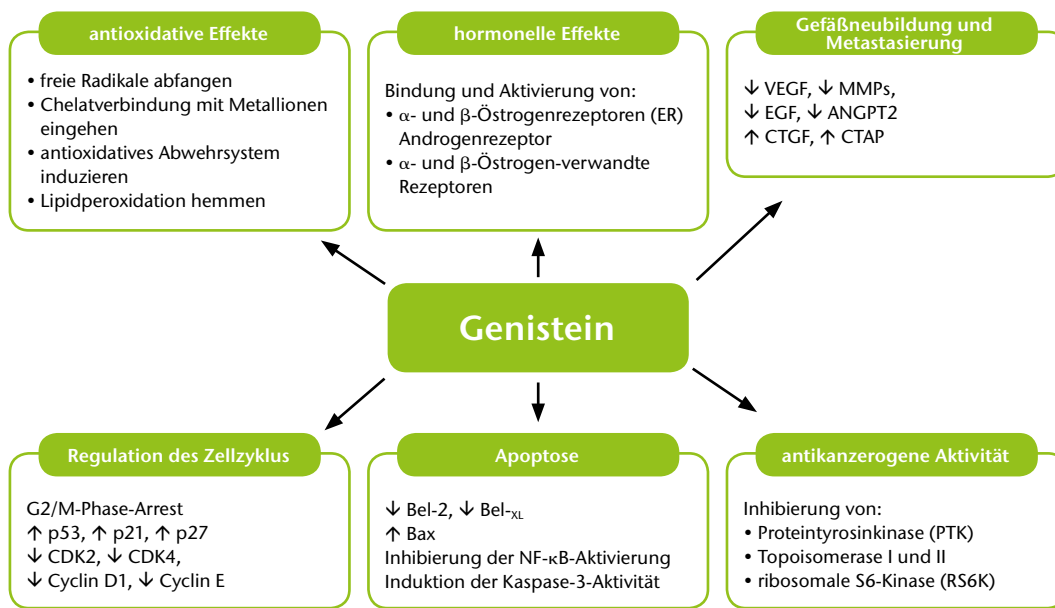 antioxidative Effekte
• freie Radikale abfangen
• Chelatverbindung mit Metallionen
eingehen
• antioxidatives Abwehrsystem
induzieren
• Lipidperoxidation hemmen
hormonelle Effekte
Bindung und Aktivierung von:
• α- und β-Östrogenrezeptoren (ER)
Androgenrezeptor
• α- und β-Östrogen-verwandte
Rezeptoren
Gefäßneubildung und
Metastasierung
↓ VEGF, ↓ MMPs,
↓ EGF, ↓ ANGPT2
↑ CTGF, ↑ CTAP
Genistein
Regulation des Zellzyklus
G2/M-Phase-Arrest
↑ p53, ↑ p21, ↑ p27
↓ CDK2, ↓ CDK4,
↓ Cyclin D1, ↓ Cyclin E
Apoptose
↓ Bel-2, ↓ Bel-XL
↑ Bax
Inhibierung der NF-κB-Aktivierung
Induktion der Kaspase-3-Aktivität
antikanzerogene Aktivität
Inhibierung von:
• Proteintyrosinkinase (PTK)
• Topoisomerase I und II
• ribosomale S6-Kinase (RS6K)